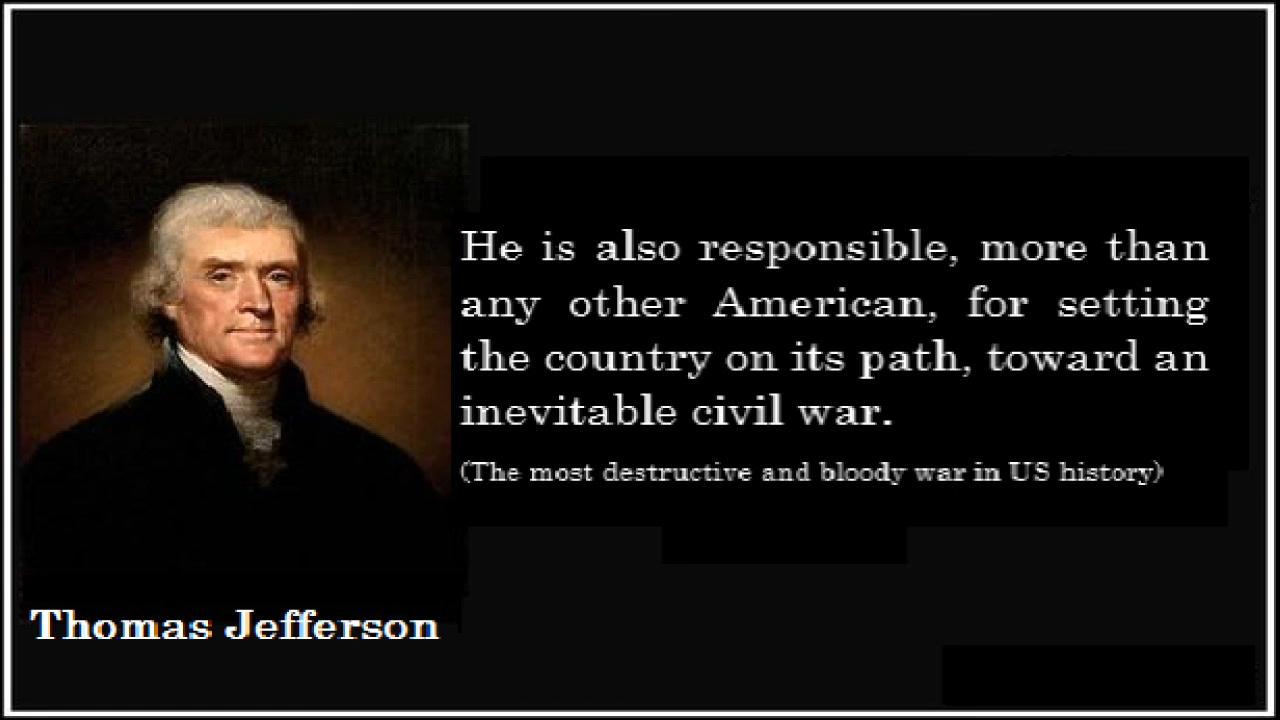 He is also responsible, more than
any other American, for setting
the country on its path, toward an
inevitable civil war.
(The most destructive and bloody war in US history)
Thomas Jefferson